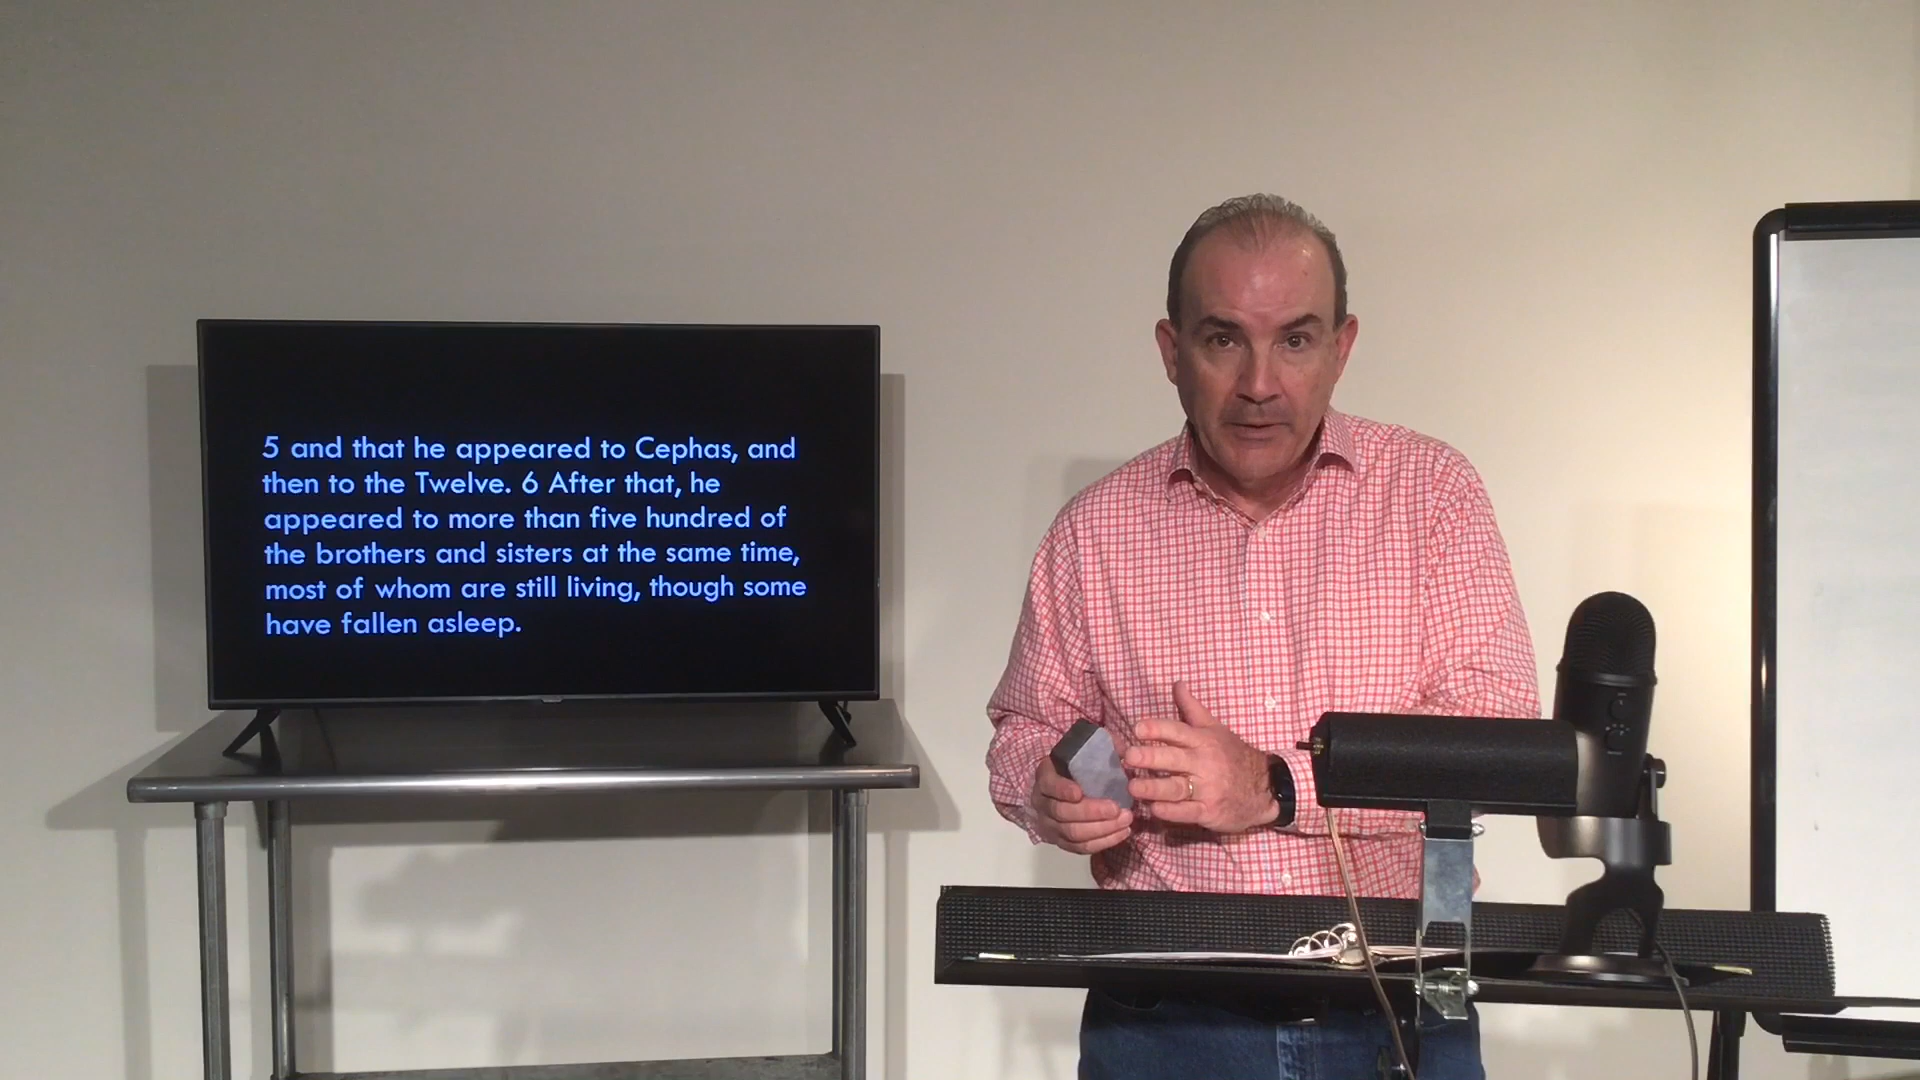 5 and that he appeared to Cephas, and
then to the Twelve. 6 After that, he
appeared to more than five hundred of
the brothers and sisters at the same time,
most of whom are still living, though some
have fallen asleep.